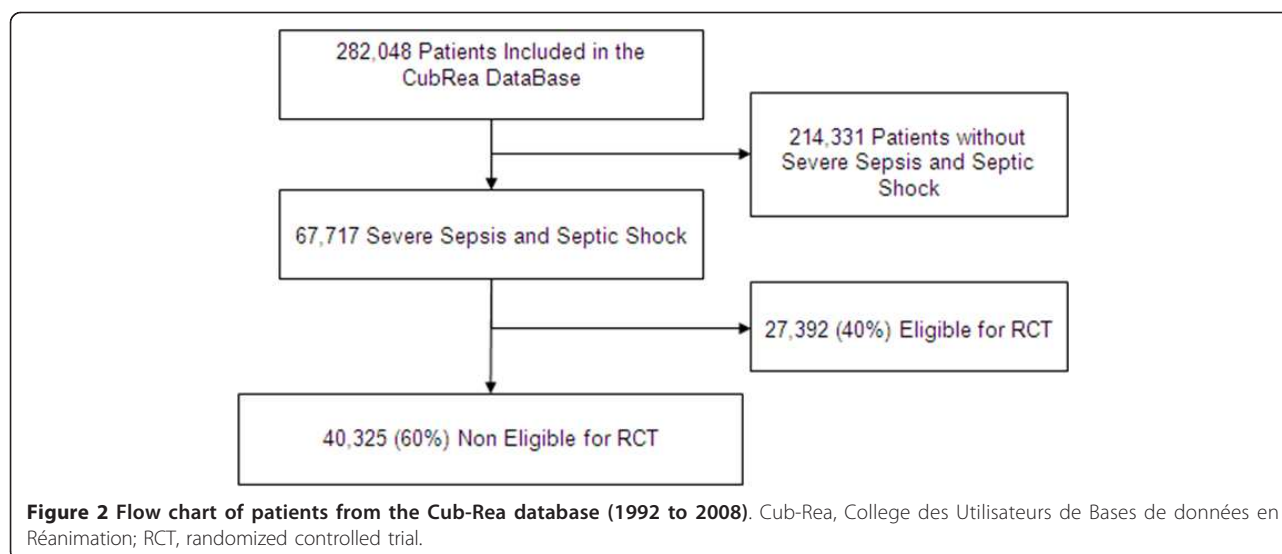 282,048 Patients Included in the
CubRea DataBase
214,331 Patients without
Severe Sepsis and Septic
Shock
67,717 Severe Sepsis and Septic Shock
27,392 (40%) Eligible for RCT
40,325 (60%) Non Eligible for RCT
Figure 2 Flow chart of patients from the Cub-Rea database (1992 to 2008). Cub-Rea, College des Utilisateurs de Bases de données en
Réanimation; RCT, randomized controlled trial.